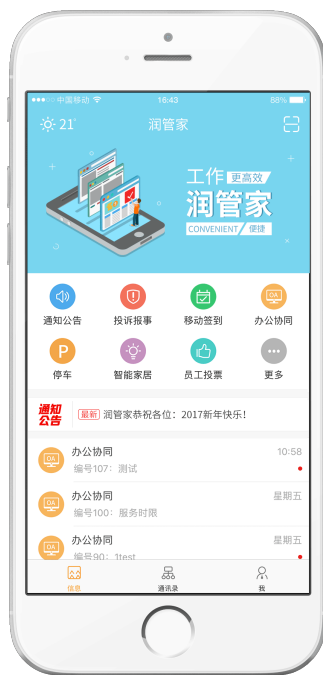 中国移动 16:43 86%
21° 润管家
工作 更高效
润管家
CONVENIENT 便捷
通知公告 投诉报事 移动签到 OA 办公协同
P 停车 智能家居 员工投票 更多
通知公告 最新 润管家恭祝各位：2017新年快乐！
OA 办公协同 10:58
编号107：测试
OA 办公协同 星期五
编号100：服务时限
OA 办公协同 星期五
编号90：1test
信息 通讯录 我